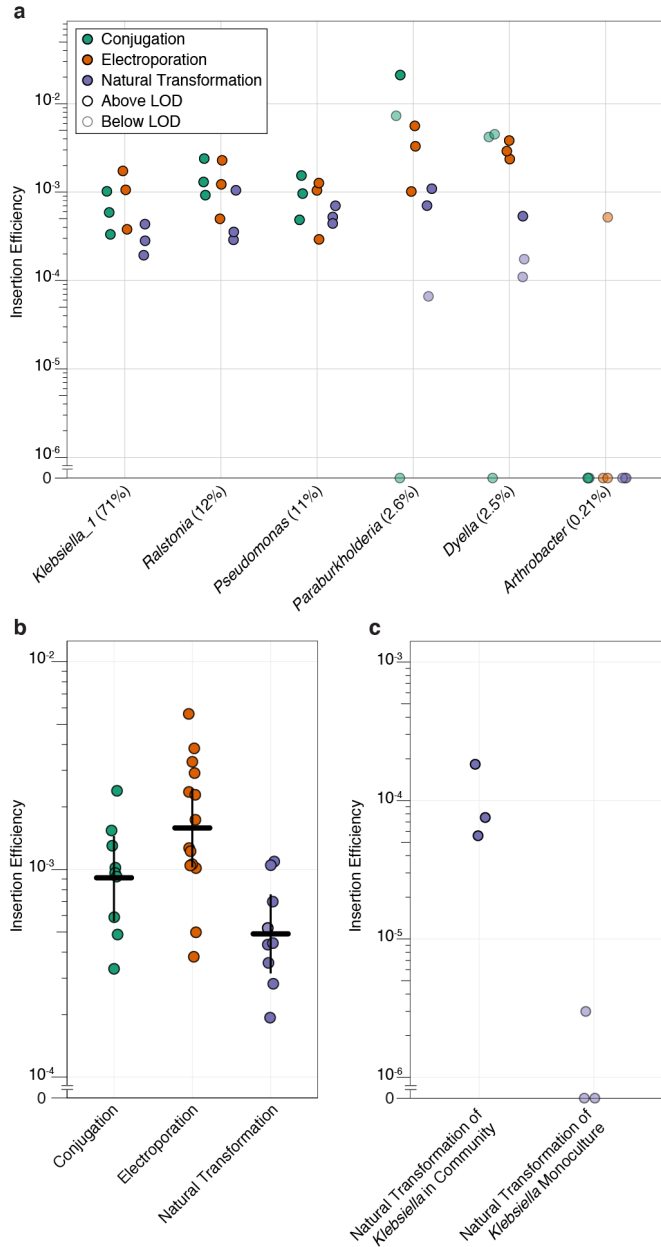 a
Conjugation
Electroporation
Natural Transformation
Above LOD
Below LOD
Insertion Efficiency
10-2
10-3
10-4
10-5
10-6
0
Klebsiella_1 (71%)
Ralstonia (12%)
Pseudomonas (11%)
Paraburkholderia (2.6%)
Dyella (2.5%)
Arthrobacter (0.21%)
b
Insertion Efficiency
10-2
10-3
10-4
0
Conjugation
Electroporation
Natural Transformation
c
Insertion Efficiency
10-3
10-4
10-5
10-6
0
Natural Transformation of
Klebsiella in Community
Natural Transformation of
Klebsiella Monoculture